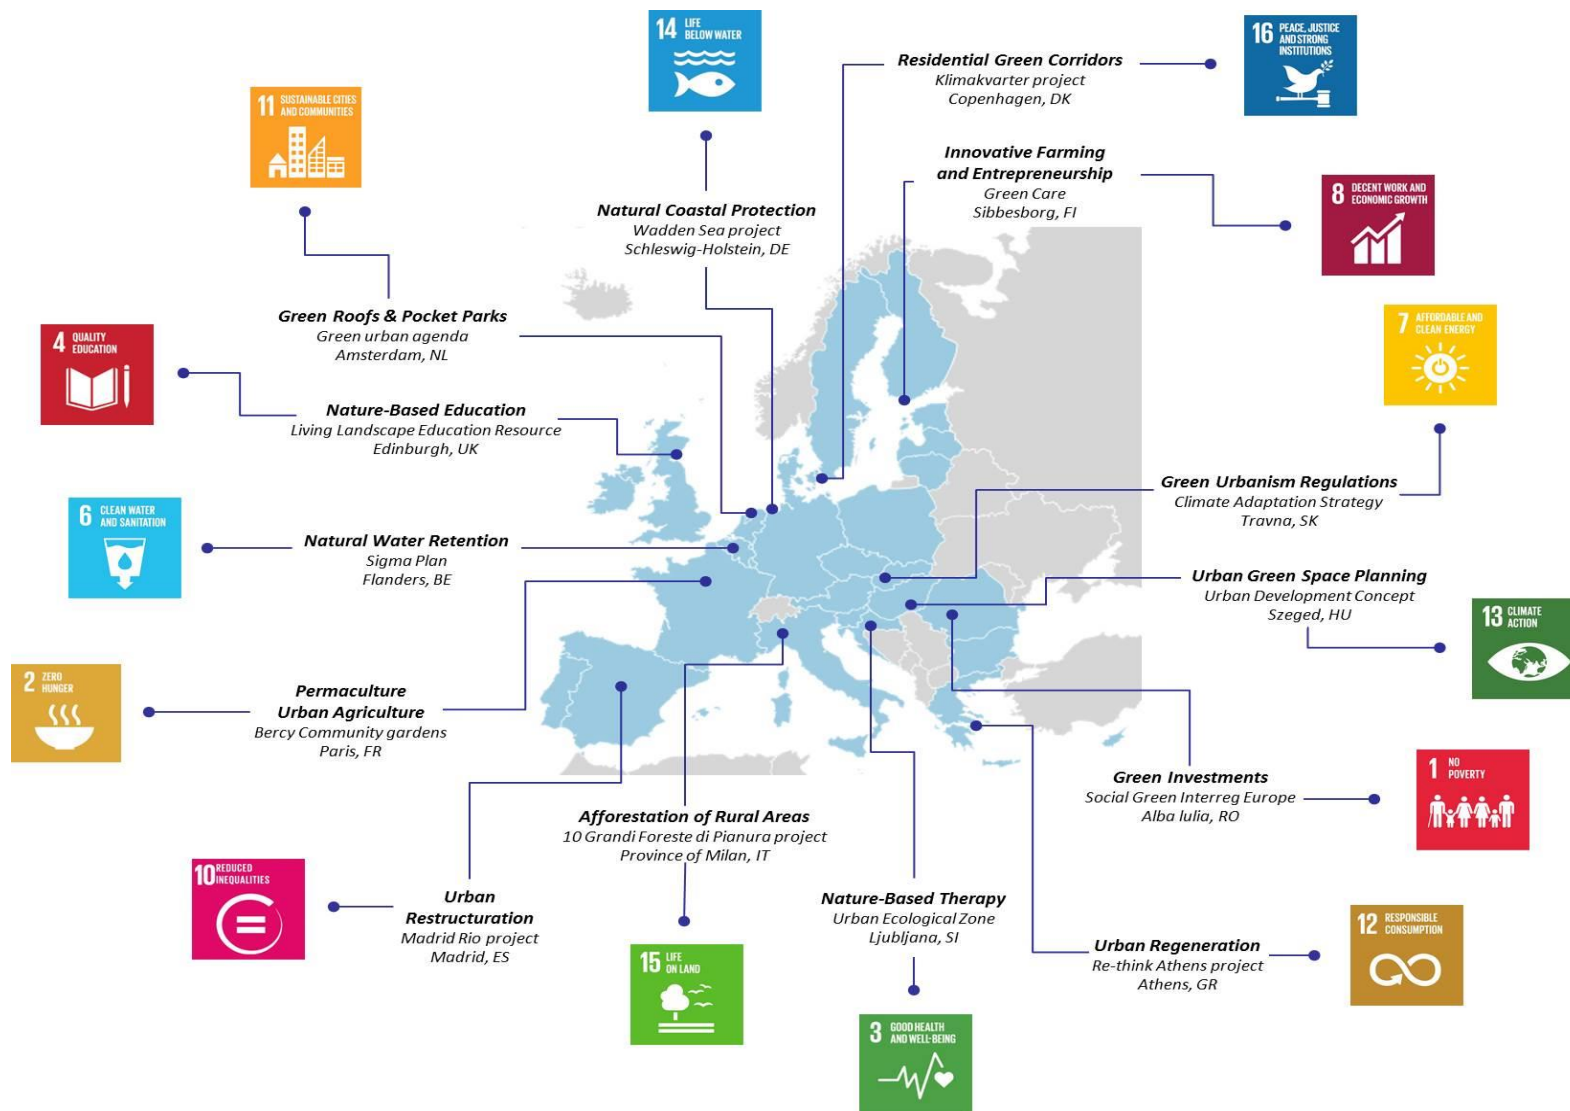 14 LIFE
BELOW WATER
16 PEACE, JUSTICE
AND STRONG
INSTITUTIONS
Residential Green Corridors
Klimakvarter project
Copenhagen, DK
11 SUSTAINABLE CITIES
AND COMMUNITIES
Innovative Farming
and Entrepreneurship
Green Care
Sibbesborg, FI
8 DECENT WORK AND
ECONOMIC GROWTH
Natural Coastal Protection
Wadden Sea project
Schleswig-Holstein, DE
Green Roofs & Pocket Parks
Green urban agenda
Amsterdam, NL
4 QUALITY
EDUCATION
7 AFFORDABLE AND
CLEAN ENERGY
Nature-Based Education
Living Landscape Education Resource
Edinburgh, UK
Green Urbanism Regulations
Climate Adaptation Strategy
Travna, SK
6 CLEAN WATER
AND SANITATION
Natural Water Retention
Sigma Plan
Flanders, BE
Urban Green Space Planning
Urban Development Concept
Szeged, HU
13 CLIMATE
ACTION
2 ZERO
HUNGER
Permaculture
Urban Agriculture
Bercy Community gardens
Paris, FR
Green Investments
Social Green Interreg Europe
Alba Iulia, RO
1 NO
POVERTY
Afforestation of Rural Areas
10 Grandi Foreste di Pianura project
Province of Milan, IT
10 REDUCED
INEQUALITIES
Urban
Restructuration
Madrid Rio project
Madrid, ES
Nature-Based Therapy
Urban Ecological Zone
Ljubljana, SI
Urban Regeneration
Re-think Athens project
Athens, GR
12 RESPONSIBLE
CONSUMPTION
15 LIFE
ON LAND
3 GOOD HEALTH
AND WELL-BEING